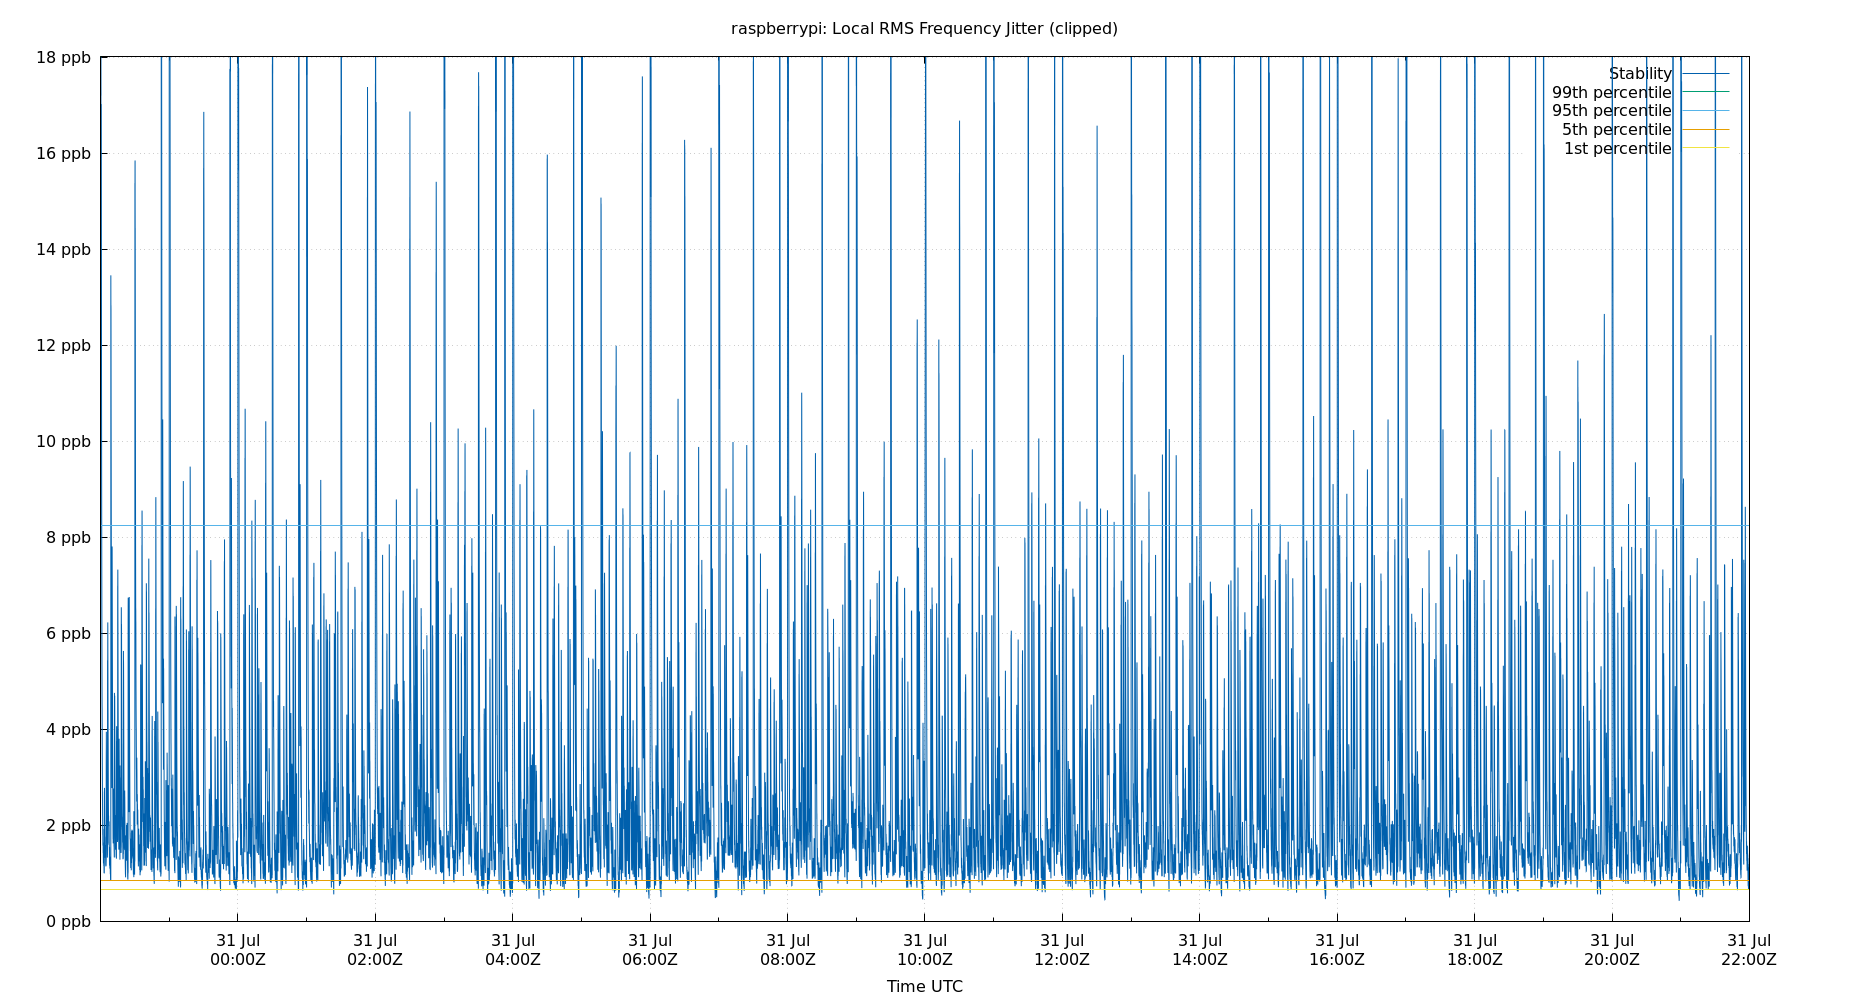 raspberrypi: Local RMS Frequency Jitter (clipped)
18 ppb
16 ppb
14 ppb
12 ppb
10 ppb
8 ppb
6 ppb
4 ppb
2 ppb
0 ppb
Stability
99th percentile
95th percentile
5th percentile
1st percentile
31 Jul 31 Jul 31 Jul 31 Jul 31 Jul 31 Jul 31 Jul 31 Jul 31 Jul 31 Jul 31 Jul 31 Jul
00:00Z 02:00Z 04:00Z 06:00Z 08:00Z 10:00Z 12:00Z 14:00Z 16:00Z 18:00Z 20:00Z 22:00Z
Time UTC